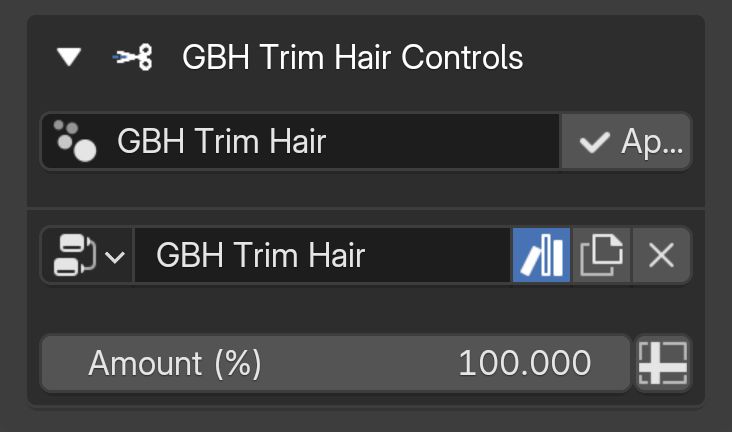 GBH Trim Hair Controls
GBH Trim Hair Ap...
GBH Trim Hair
Amount (%) 100.000